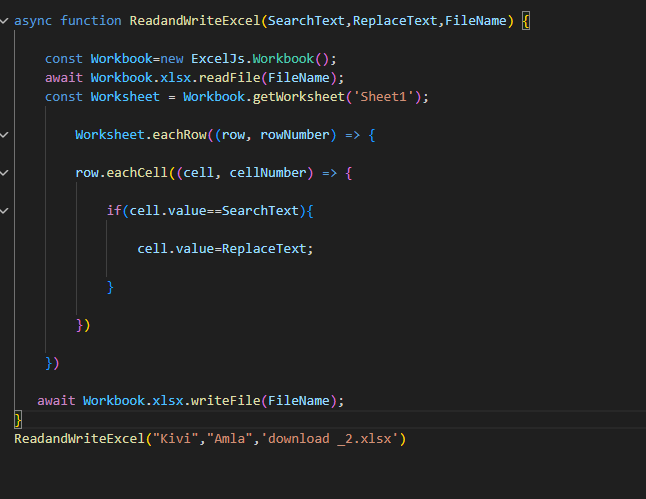 async function ReadandWriteExcel(SearchText,ReplaceText,FileName) {
const Workbook=new ExcelJs.Workbook();
await Workbook.xlsx.readFile(FileName);
const Worksheet = Workbook.getWorksheet('Sheet1');
Worksheet.eachRow((row, rowNumber) => {
row.eachCell((cell, cellNumber) => {
if(cell.value==SearchText){
cell.value=ReplaceText;
}
})
})
await Workbook.xlsx.writeFile(FileName);
}
ReadandWriteExcel("Kivi","Amla",'download _2.xlsx')